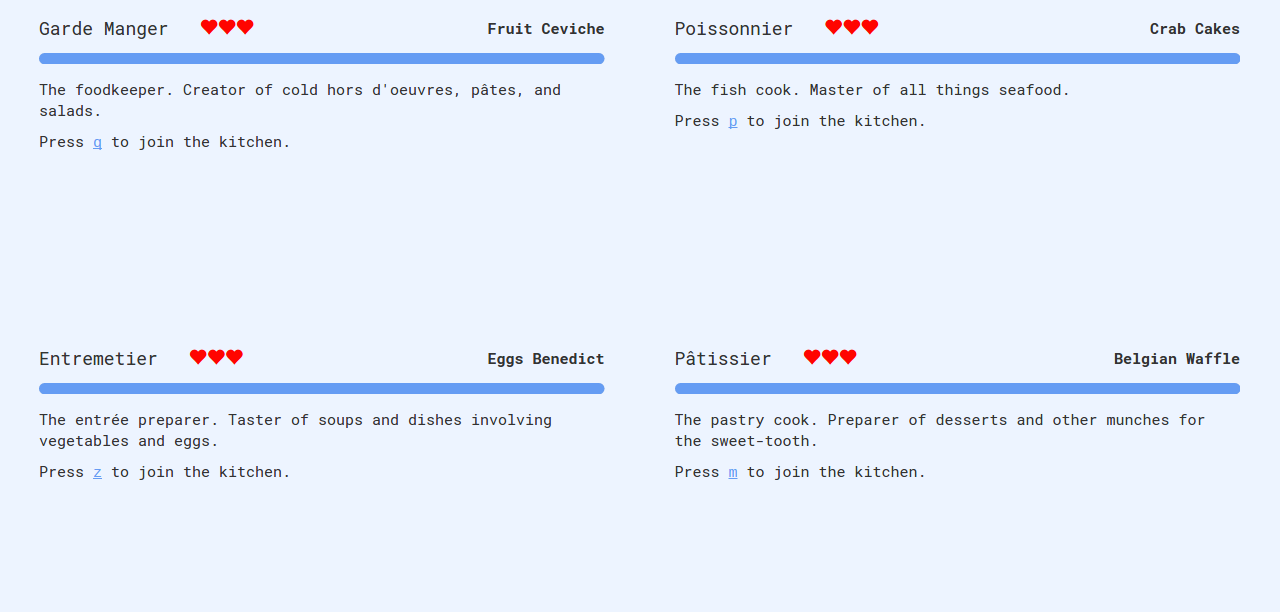 Garde Manger ♥♥♥ Fruit Ceviche
The foodkeeper. Creator of cold hors d'oeuvres, pâtes, and
salads.
Press q to join the kitchen.
Poissonnier ♥♥♥ Crab Cakes
The fish cook. Master of all things seafood.
Press p to join the kitchen.
Entremetier ♥♥♥ Eggs Benedict
The entrée preparer. Taster of soups and dishes involving
vegetables and eggs.
Press z to join the kitchen.
Pâtissier ♥♥♥ Belgian Waffle
The pastry cook. Preparer of desserts and other munches for
the sweet-tooth.
Press m to join the kitchen.